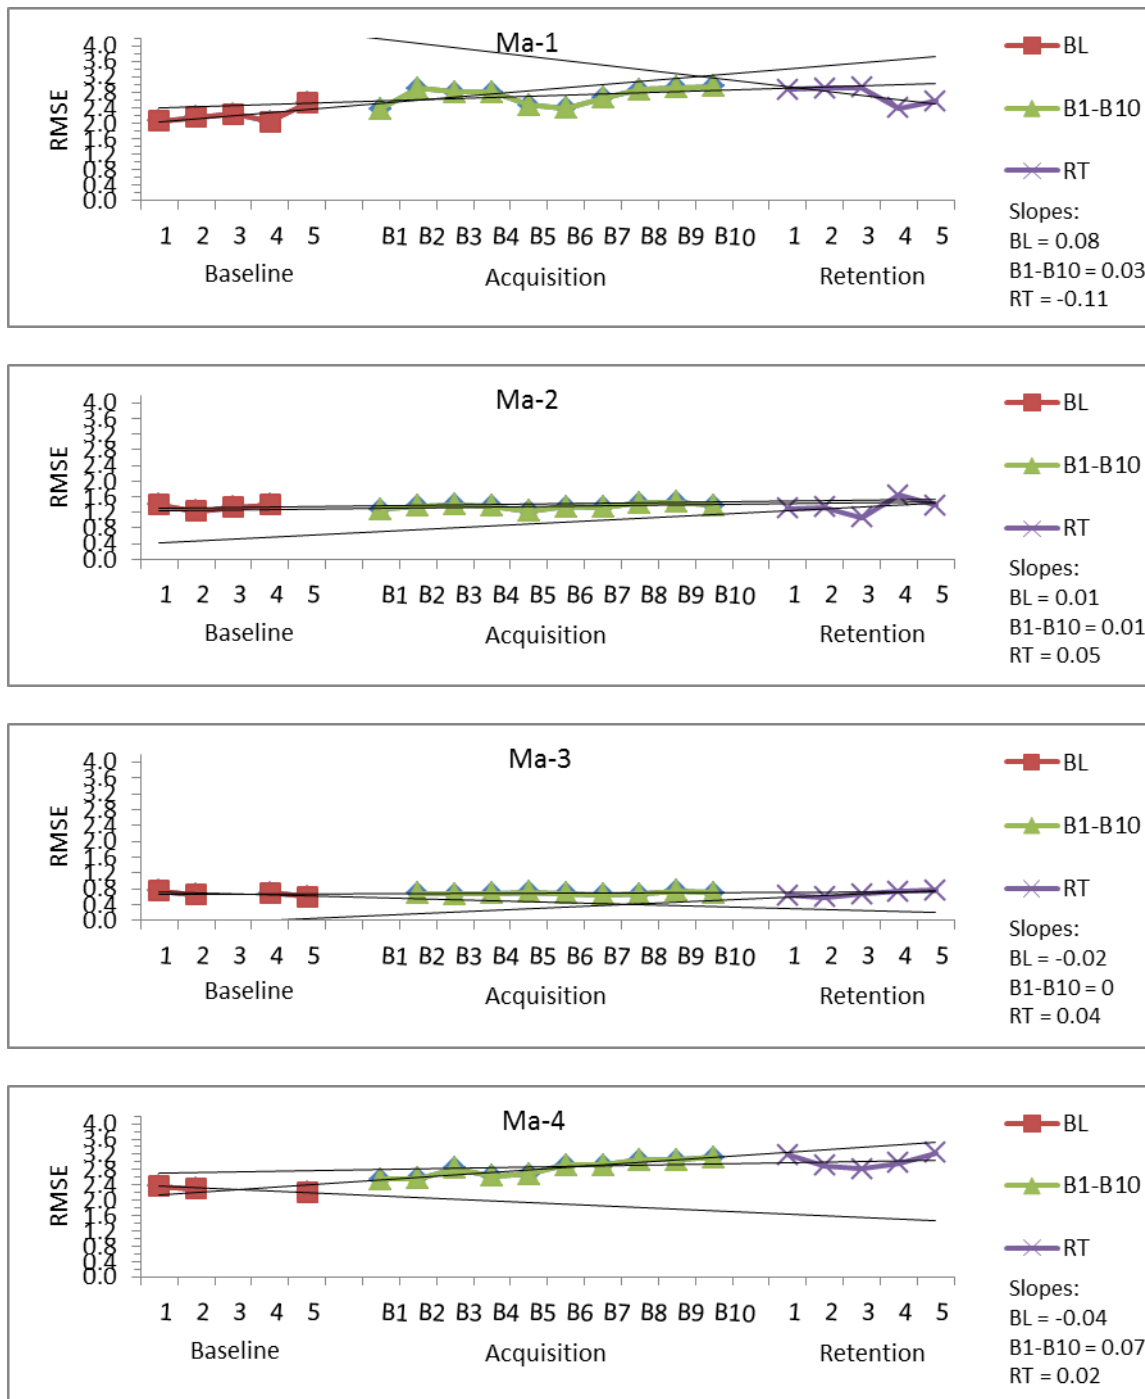 Ma-1
RMSE
4.0
3.6
3.2
2.8
2.4
2.0
1.6
1.2
0.8
0.4
0.0
1 2 3 4 5 B1 B2 B3 B4 B5 B6 B7 B8 B9 B10 1 2 3 4 5
Baseline Acquisition Retention
BL
B1-B10
RT
Slopes:
BL = 0.08
B1-B10 = 0.03
RT = -0.11
Ma-2
RMSE
4.0
3.6
3.2
2.8
2.4
2.0
1.6
1.2
0.8
0.4
0.0
1 2 3 4 5 B1 B2 B3 B4 B5 B6 B7 B8 B9 B10 1 2 3 4 5
Baseline Acquisition Retention
BL
B1-B10
RT
Slopes:
BL = 0.01
B1-B10 = 0.01
RT = 0.05
Ma-3
RMSE
4.0
3.6
3.2
2.8
2.4
2.0
1.6
1.2
0.8
0.4
0.0
1 2 3 4 5 B1 B2 B3 B4 B5 B6 B7 B8 B9 B10 1 2 3 4 5
Baseline Acquisition Retention
BL
B1-B10
RT
Slopes:
BL = -0.02
B1-B10 = 0
RT = 0.04
Ma-4
RMSE
4.0
3.6
3.2
2.8
2.4
2.0
1.6
1.2
0.8
0.4
0.0
1 2 3 4 5 B1 B2 B3 B4 B5 B6 B7 B8 B9 B10 1 2 3 4 5
Baseline Acquisition Retention
BL
B1-B10
RT
Slopes:
BL = -0.04
B1-B10 = 0.07
RT = 0.02